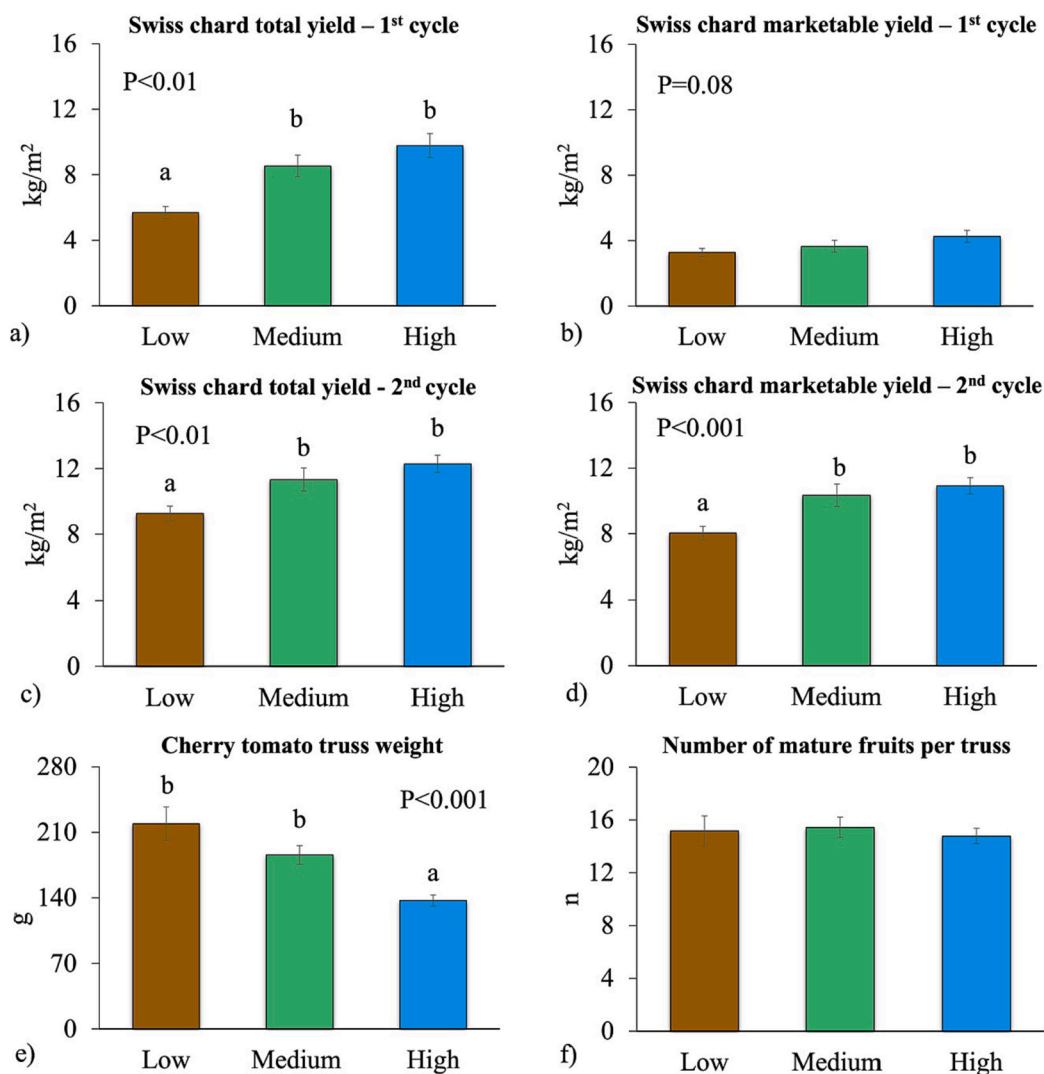 Swiss chard total yield – 1st cycle
16
12
8
4
0
kg/m²
P<0.01
a
b
b
Low Medium High
a)
Swiss chard marketable yield – 1st cycle
16
12
8
4
0
kg/m²
P=0.08
Low Medium High
b)
Swiss chard total yield - 2nd cycle
16
12
8
4
0
kg/m²
P<0.01
a
b
b
Low Medium High
c)
Swiss chard marketable yield – 2nd cycle
16
12
8
4
0
kg/m²
P<0.001
a
b
b
Low Medium High
d)
Cherry tomato truss weight
280
210
140
70
0
g
b
b
a
P<0.001
Low Medium High
e)
Number of mature fruits per truss
20
16
12
8
4
0
n
Low Medium High
f)